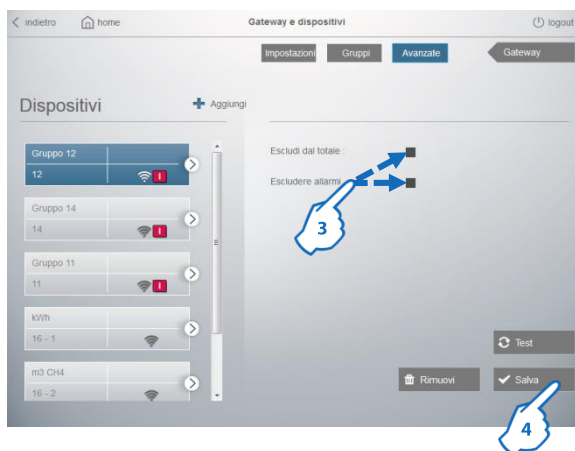 indietro home Gateway e dispositivi logout
Impostazioni Gruppi Avanzate Gateway
Dispositivi Aggiungi
Gruppo 12
12
Escludi dal totale :
Escludere allarmi
3
Gruppo 14
14
Gruppo 11
11
kWh
16 - 1
Test
m3 CH4
16 - 2
Rimuovi Salva
4